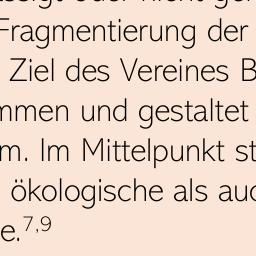 Fragmentierung der
Ziel des Vereines B
mmen und gestaltet
m. Im Mittelpunkt st
ökologische als auc
e.7,9